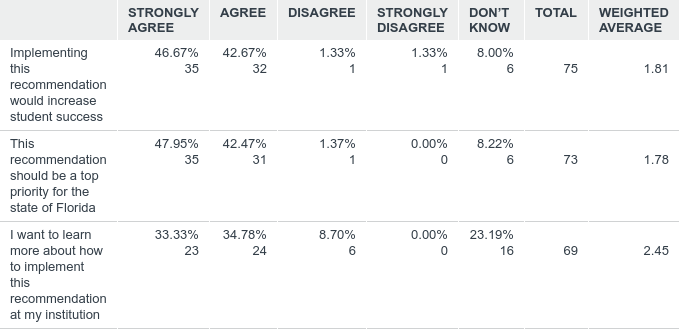 STRONGLY AGREE DISAGREE STRONGLY DON'T TOTAL WEIGHTED
AGREE DISAGREE KNOW AVERAGE
Implementing 46.67% 42.67% 1.33% 1.33% 8.00%
this 35 32 1 1 6 75 1.81
recommendation
would increase
student success
This 47.95% 42.47% 1.37% 0.00% 8.22%
recommendation 35 31 1 0 6 73 1.78
should be a top
priority for the
state of Florida
I want to learn 33.33% 34.78% 8.70% 0.00% 23.19%
more about how 23 24 6 0 16 69 2.45
to implement
this
recommendation
at my institution